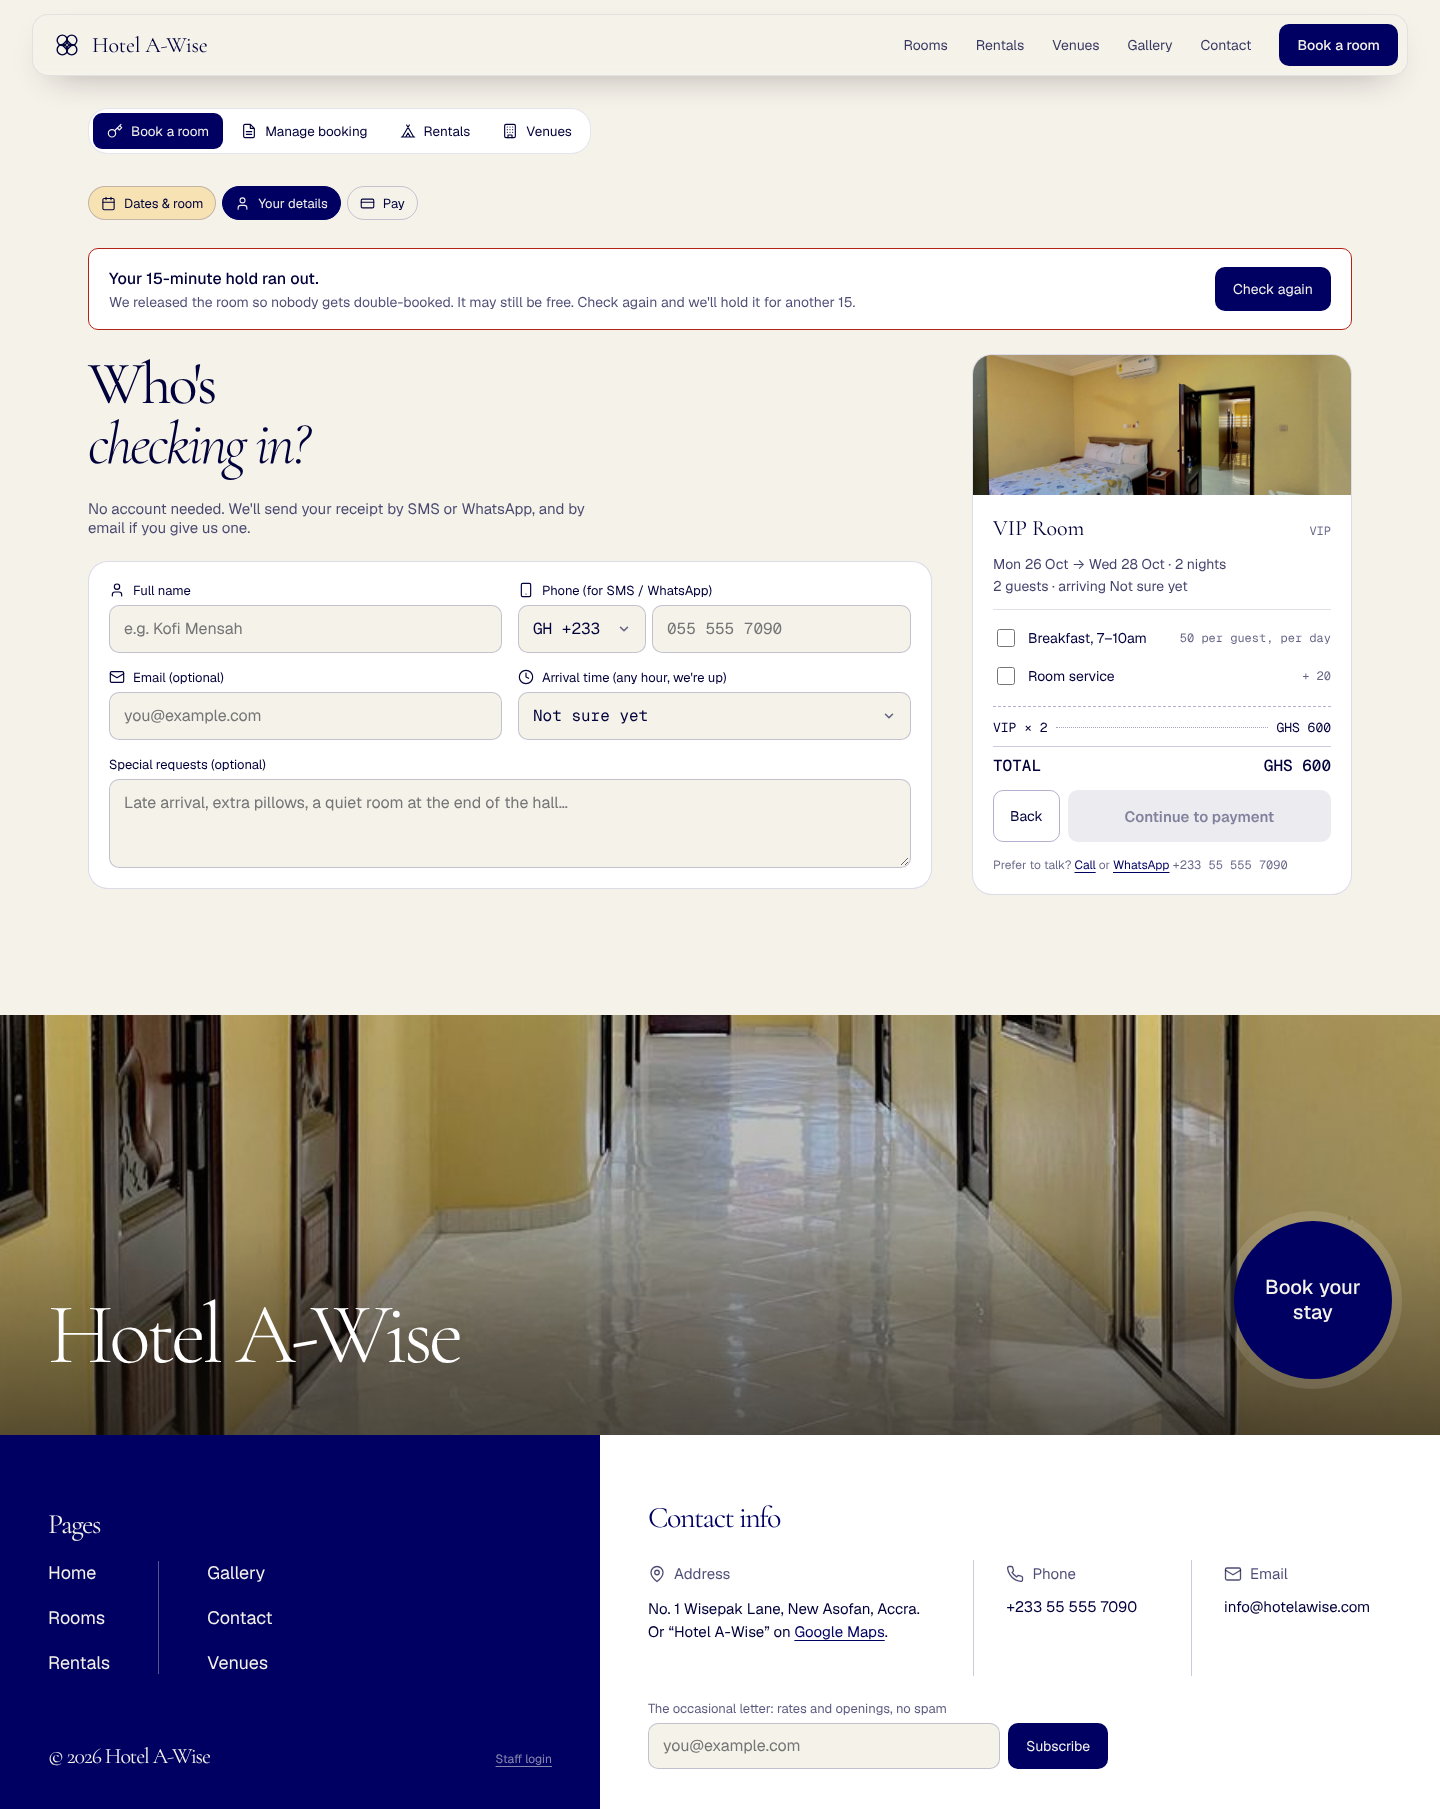 Hotel A-Wise
Rooms
Rentals
Venues
Gallery
Contact
Book a room
Book a room
Manage booking
Rentals
Venues
Dates & room
Your details
Pay
Your 15-minute hold ran out.
We released the room so nobody gets double-booked. It may still be free. Check again and we'll hold it for another 15.
Check again
Who's
checking in?
No account needed. We'll send your receipt by SMS or WhatsApp, and by
email if you give us one.
Full name
e.g. Kofi Mensah
Phone (for SMS / WhatsApp)
GH +233
055 555 7090
Email (optional)
you@example.com
Arrival time (any hour, we're up)
Not sure yet
Special requests (optional)
Late arrival, extra pillows, a quiet room at the end of the hall...
VIP Room
VIP
Mon 26 Oct → Wed 28 Oct · 2 nights
2 guests · arriving Not sure yet
Breakfast, 7–10am
50 per guest, per day
Room service
+ 20
VIP × 2
GHS 600
TOTAL
GHS 600
Back
Continue to payment
Prefer to talk? Call or WhatsApp +233 55 555 7090
Hotel A-Wise
Book your
stay
Pages
Home
Rooms
Rentals
Gallery
Contact
Venues
© 2026 Hotel A-Wise
Staff login
Contact info
Address
No. 1 Wisepak Lane, New Asofan, Accra.
Or “Hotel A-Wise” on Google Maps.
Phone
+233 55 555 7090
Email
info@hotelawise.com
The occasional letter: rates and openings, no spam
you@example.com
Subscribe